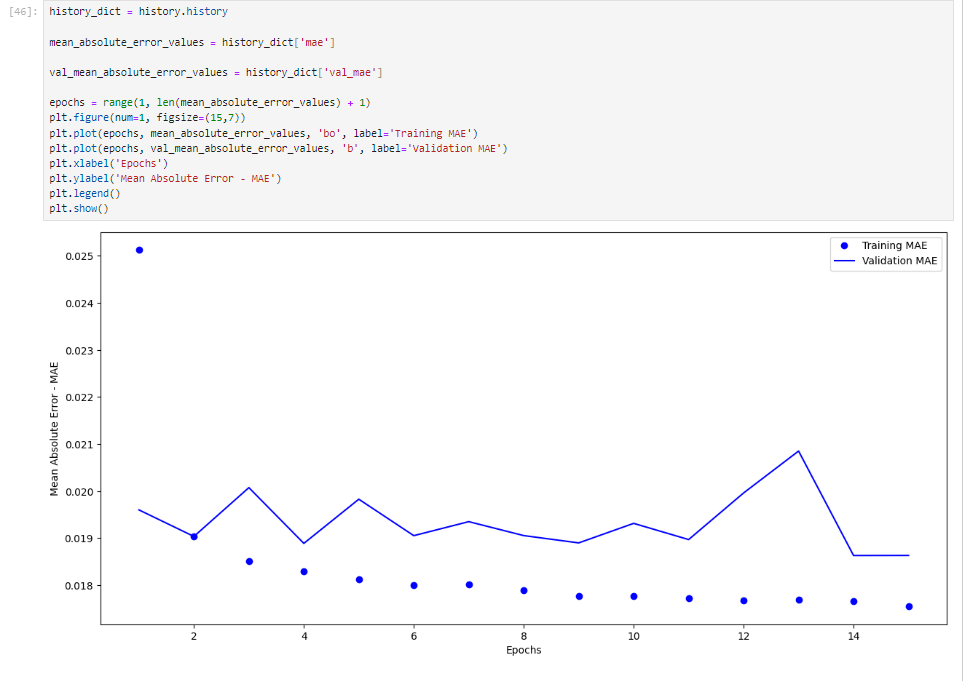 [46]: history_dict = history.history
mean_absolute_error_values = history_dict['mae']
val_mean_absolute_error_values = history_dict['val_mae']
epochs = range(1, len(mean_absolute_error_values) + 1)
plt.figure(num=1, figsize=(15,7))
plt.plot(epochs, mean_absolute_error_values, 'bo', label='Training MAE')
plt.plot(epochs, val_mean_absolute_error_values, 'b', label='Validation MAE')
plt.xlabel('Epochs')
plt.ylabel('Mean Absolute Error - MAE')
plt.legend()
plt.show()
Training MAE
Validation MAE
0.025
0.024
0.023
0.022
0.021
0.020
0.019
0.018
Mean Absolute Error - MAE
2 4 6 8 10 12 14
Epochs